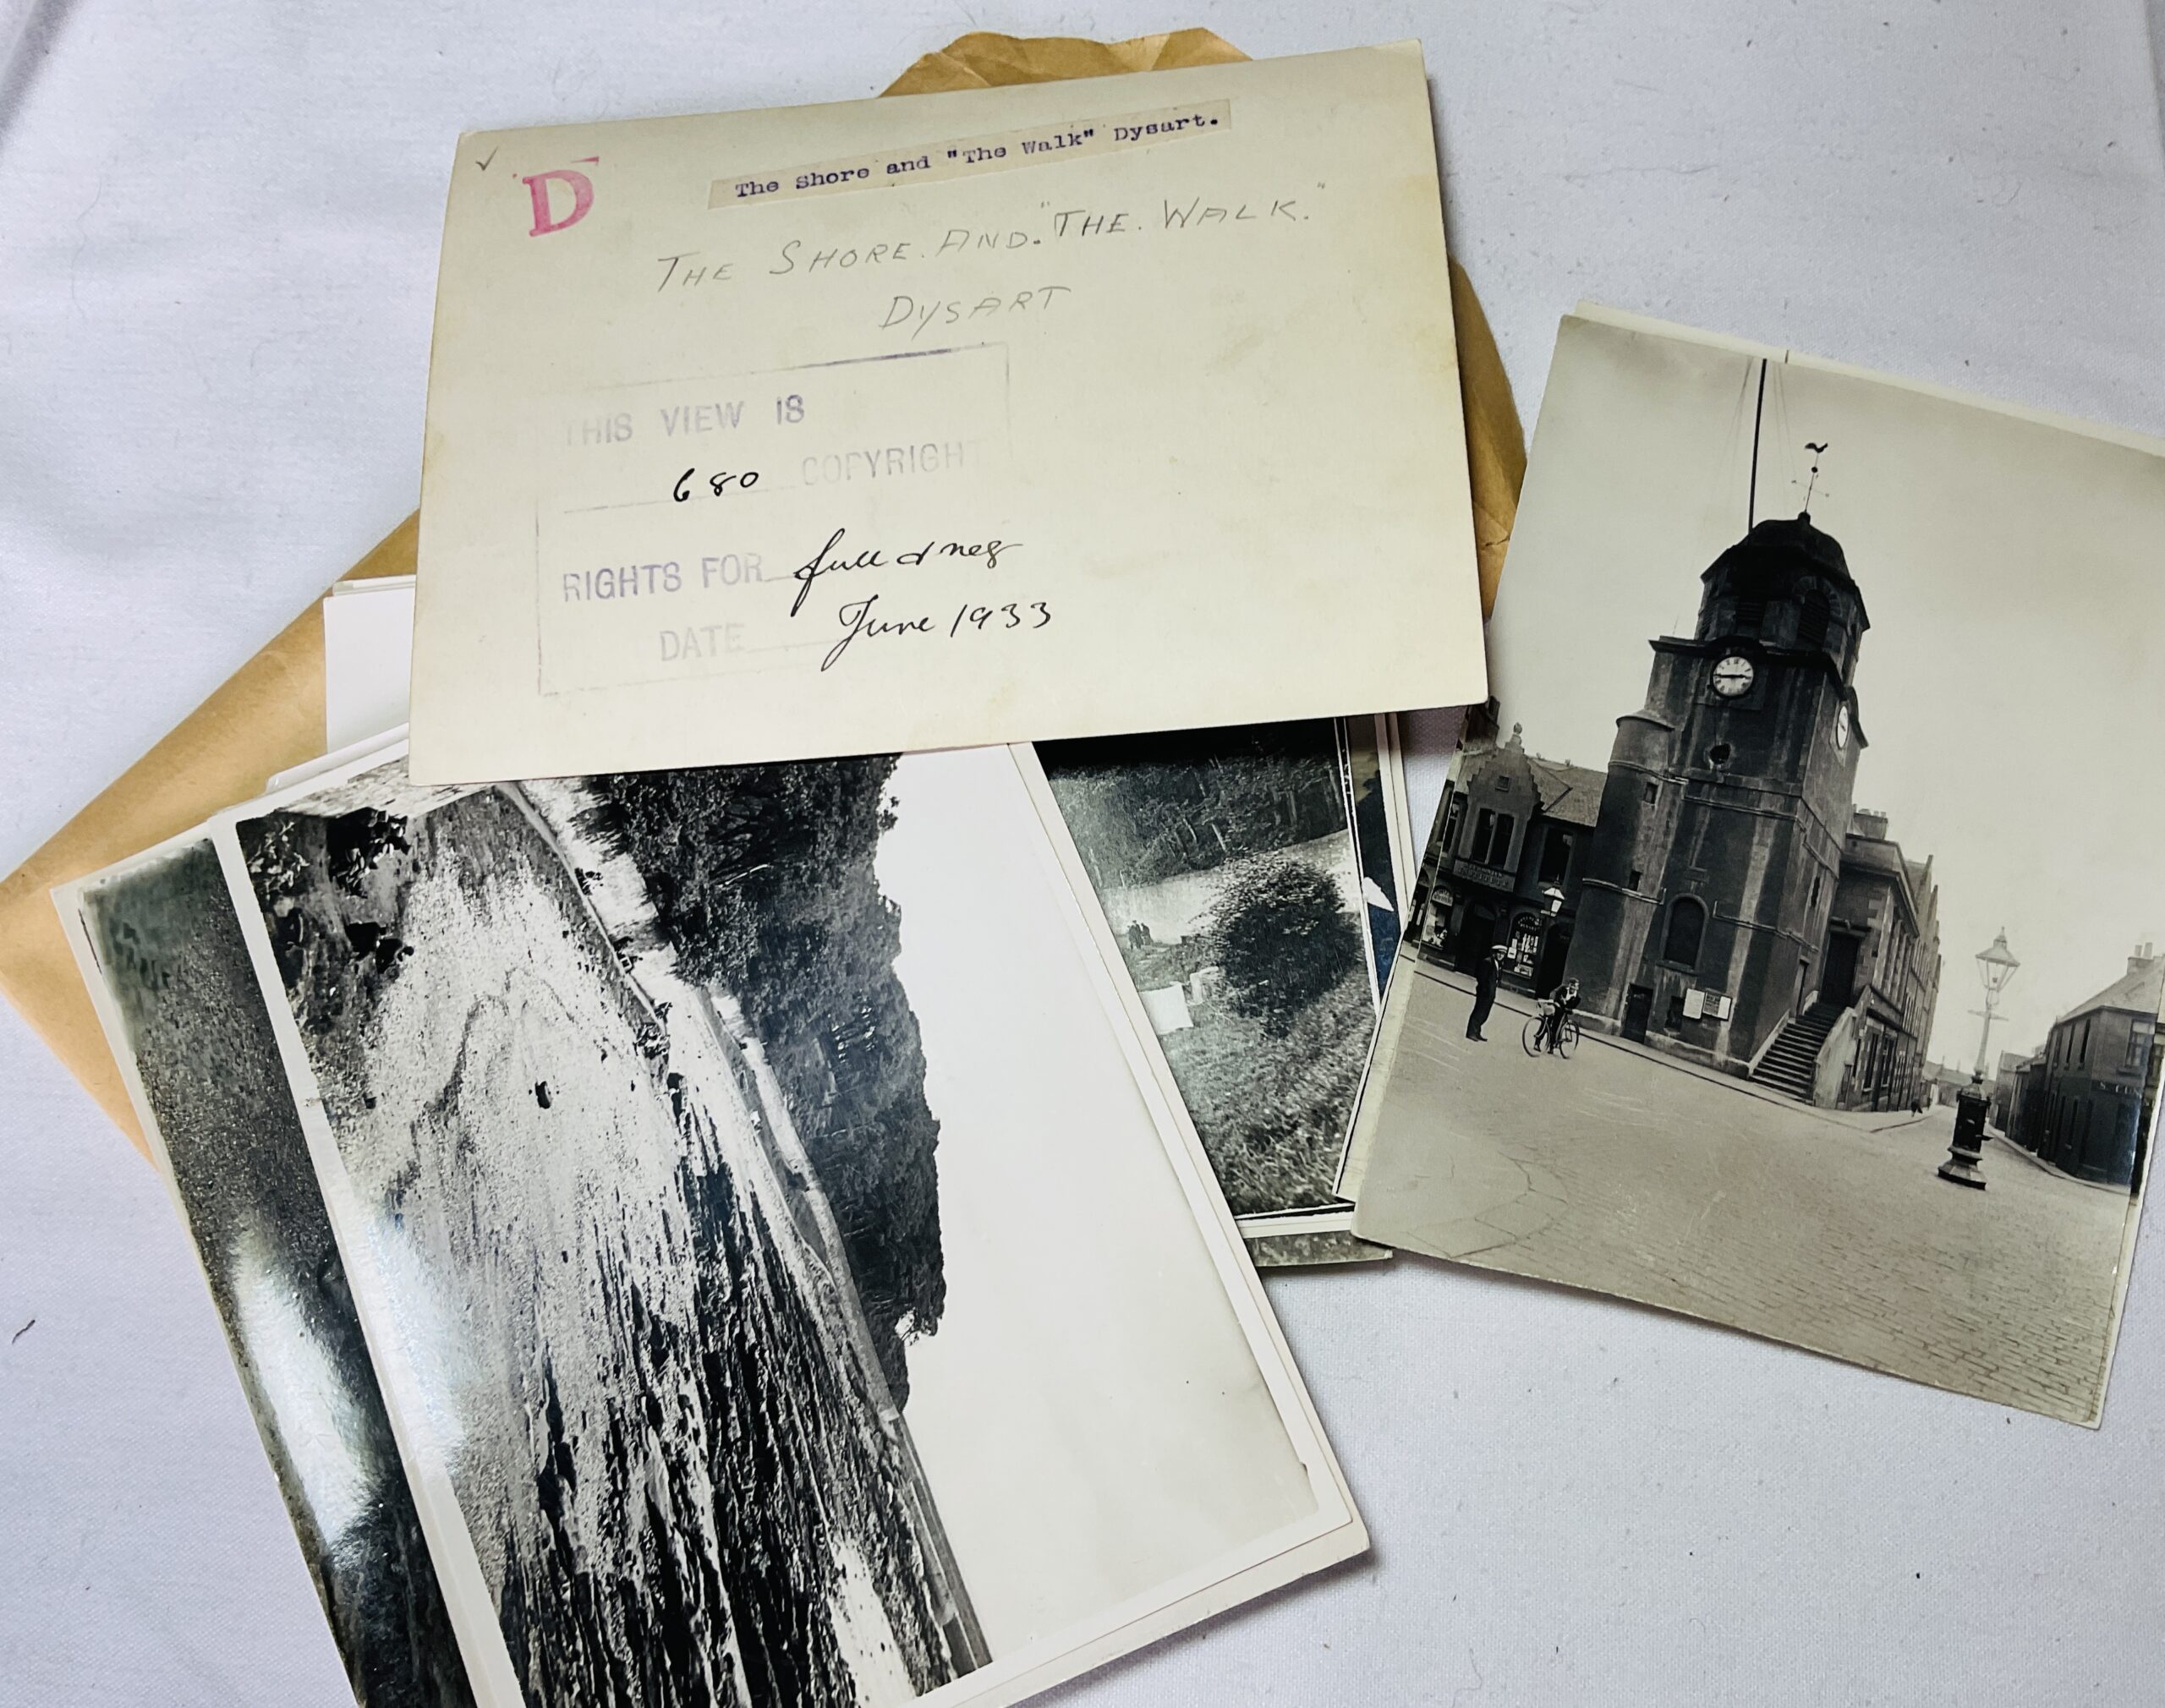 ✓ D
The Shore and "The Walk" Dysart.
THE SHORE. AND. "THE. WALK."
DYSART
THIS VIEW IS
680 COPYRIGHT
RIGHTS FOR full & neg
DATE June 1933